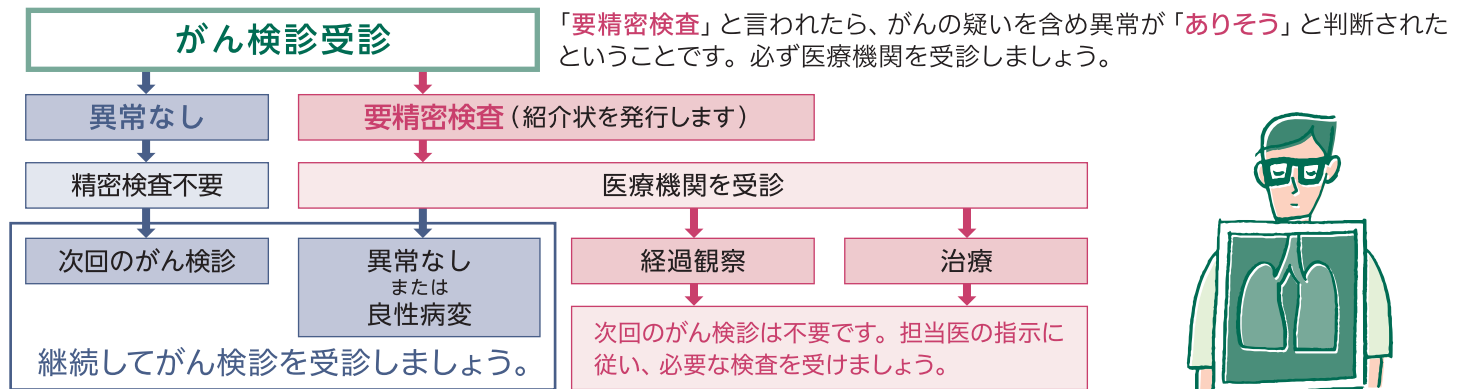 がん検診受診
「要精密検査」と言われたら、がんの疑いを含め異常が「ありそう」と判断された
ということです。必ず医療機関を受診しましょう。
異常なし
要精密検査（紹介状を発行します）
精密検査不要
医療機関を受診
次回のがん検診
異常なし
または
良性病変
経過観察
治療
継続してがん検診を受診しましょう。
次回のがん検診は不要です。担当医の指示に
従い、必要な検査を受けましょう。